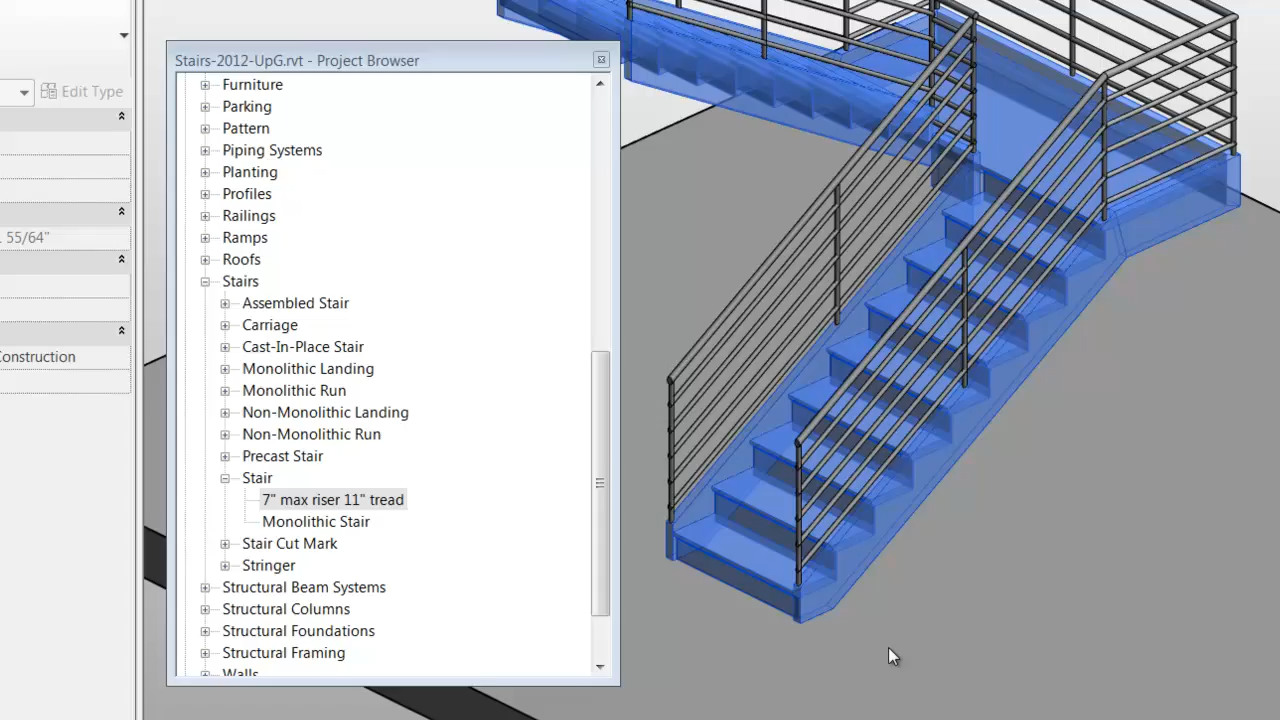 Stairs-2012-UpG.rvt - Project Browser
Furniture
Edit Type
Parking
Pattern
Piping Systems
Planting
Profiles
Railings
55/64"
Ramps
Roofs
Stairs
Assembled Stair
Carriage
Cast-In-Place Stair
Construction
Monolithic Landing
Monolithic Run
Non-Monolithic Landing
Non-Monolithic Run
Precast Stair
Stair
7" max riser 11" tread
Monolithic Stair
Stair Cut Mark
Stringer
Structural Beam Systems
Structural Columns
Structural Foundations
Structural Framing
Walls